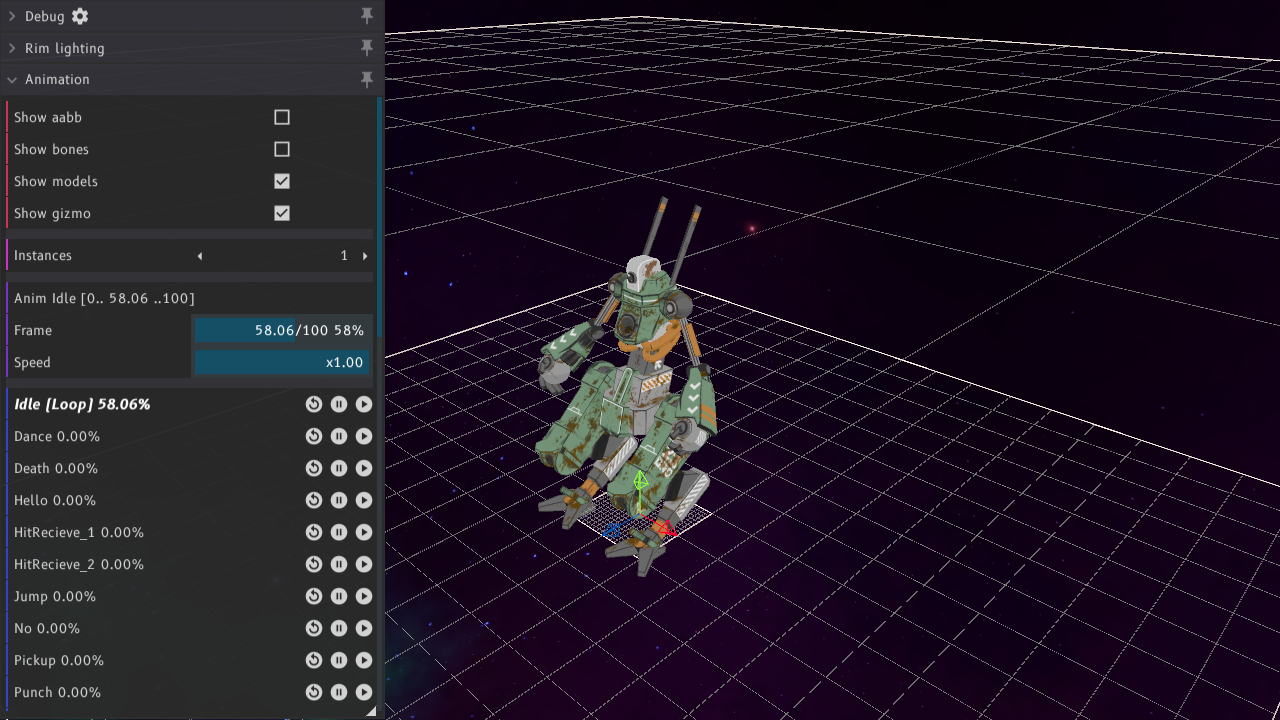 Debug
Rim lighting
Animation
Show aabb
Show bones
Show models
Show gizmo
Instances 1
Anim Idle [0.. 58.06 ..100]
Frame 58.06/100 58%
Speed x1.00
Idle [Loop] 58.06%
Dance 0.00%
Death 0.00%
Hello 0.00%
HitRecieve_1 0.00%
HitRecieve_2 0.00%
Jump 0.00%
No 0.00%
Pickup 0.00%
Punch 0.00%